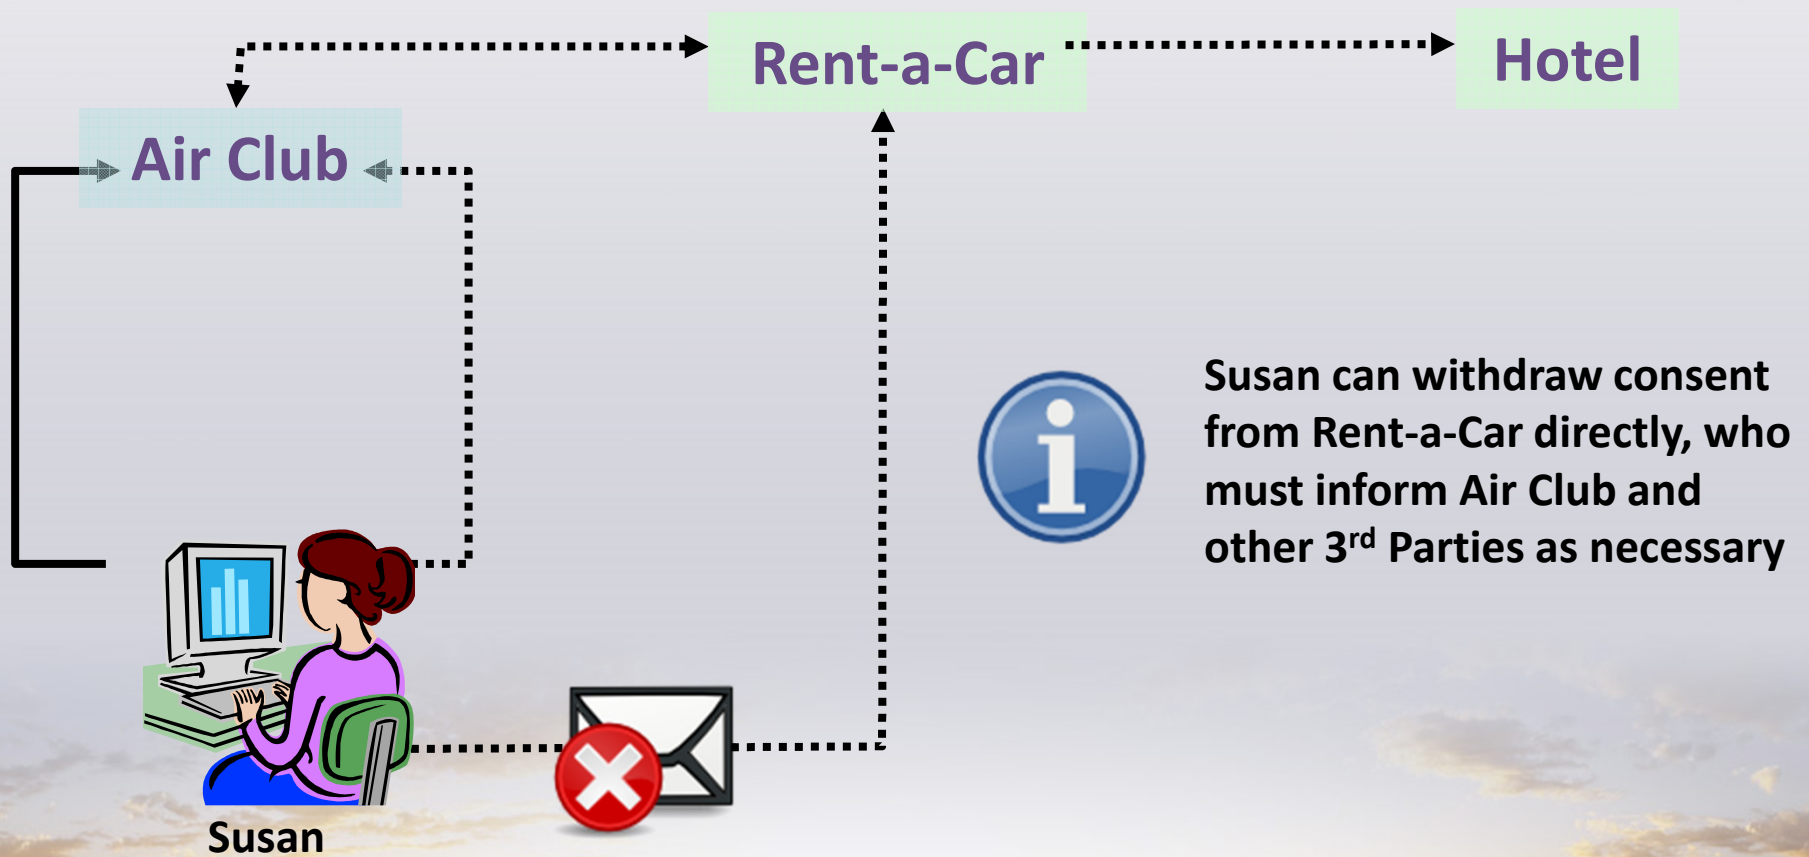 Rent-a-Car
Hotel
Air Club
Susan can withdraw consent
from Rent-a-Car directly, who
must inform Air Club and
other 3rd Parties as necessary
Susan